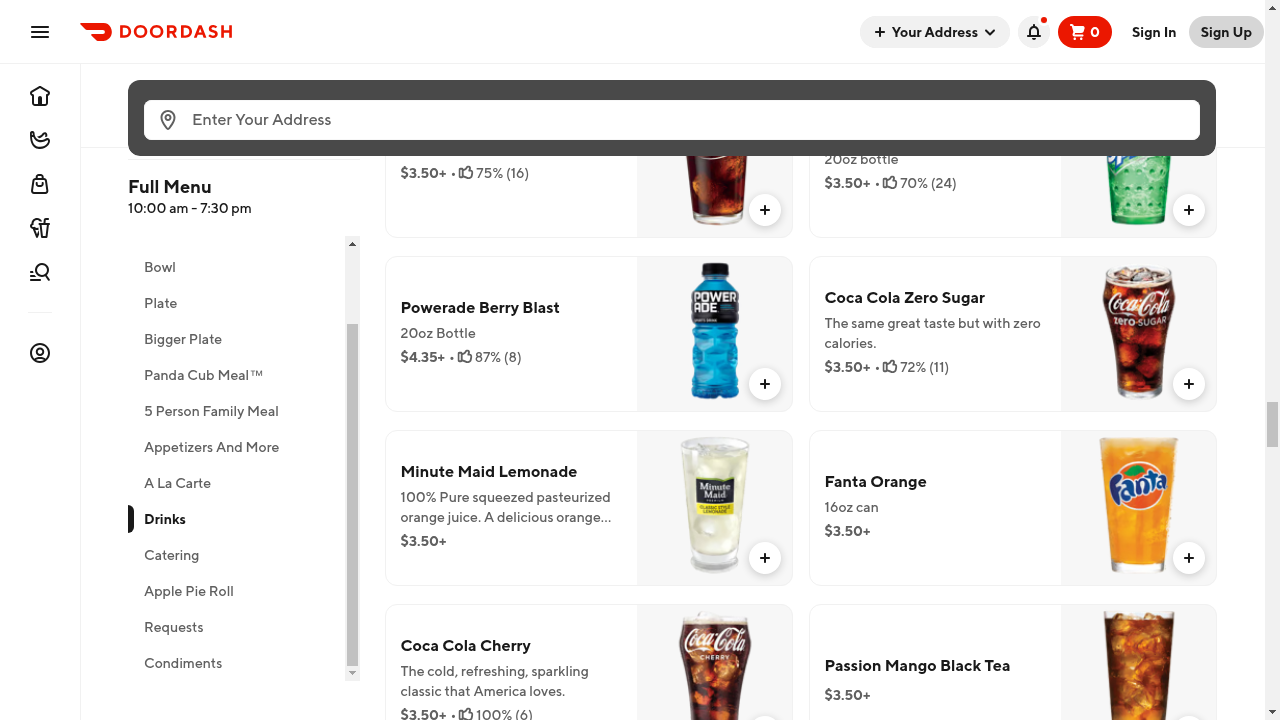 DOORDASH
Your Address
0
Sign In
Sign Up
Enter Your Address
Full Menu
10:00 am - 7:30 pm
Bowl
Plate
Bigger Plate
Panda Cub Meal™
5 Person Family Meal
Appetizers And More
A La Carte
Drinks
Catering
Apple Pie Roll
Requests
Condiments
$3.50+ • 75% (16)
20oz bottle
$3.50+ • 70% (24)
Powerade Berry Blast
20oz Bottle
$4.35+ • 87% (8)
POWER
ADE
Coca Cola Zero Sugar
The same great taste but with zero
calories.
$3.50+ • 72% (11)
Coca-Cola
zero-SUGAR
Minute Maid Lemonade
100% Pure squeezed pasteurized
orange juice. A delicious orange...
$3.50+
Minute
Maid
Fanta Orange
16oz can
$3.50+
Fanta
Coca Cola Cherry
The cold, refreshing, sparkling
classic that America loves.
$3.50+ • 100% (6)
Coca-Cola
CHERRY
Passion Mango Black Tea
$3.50+